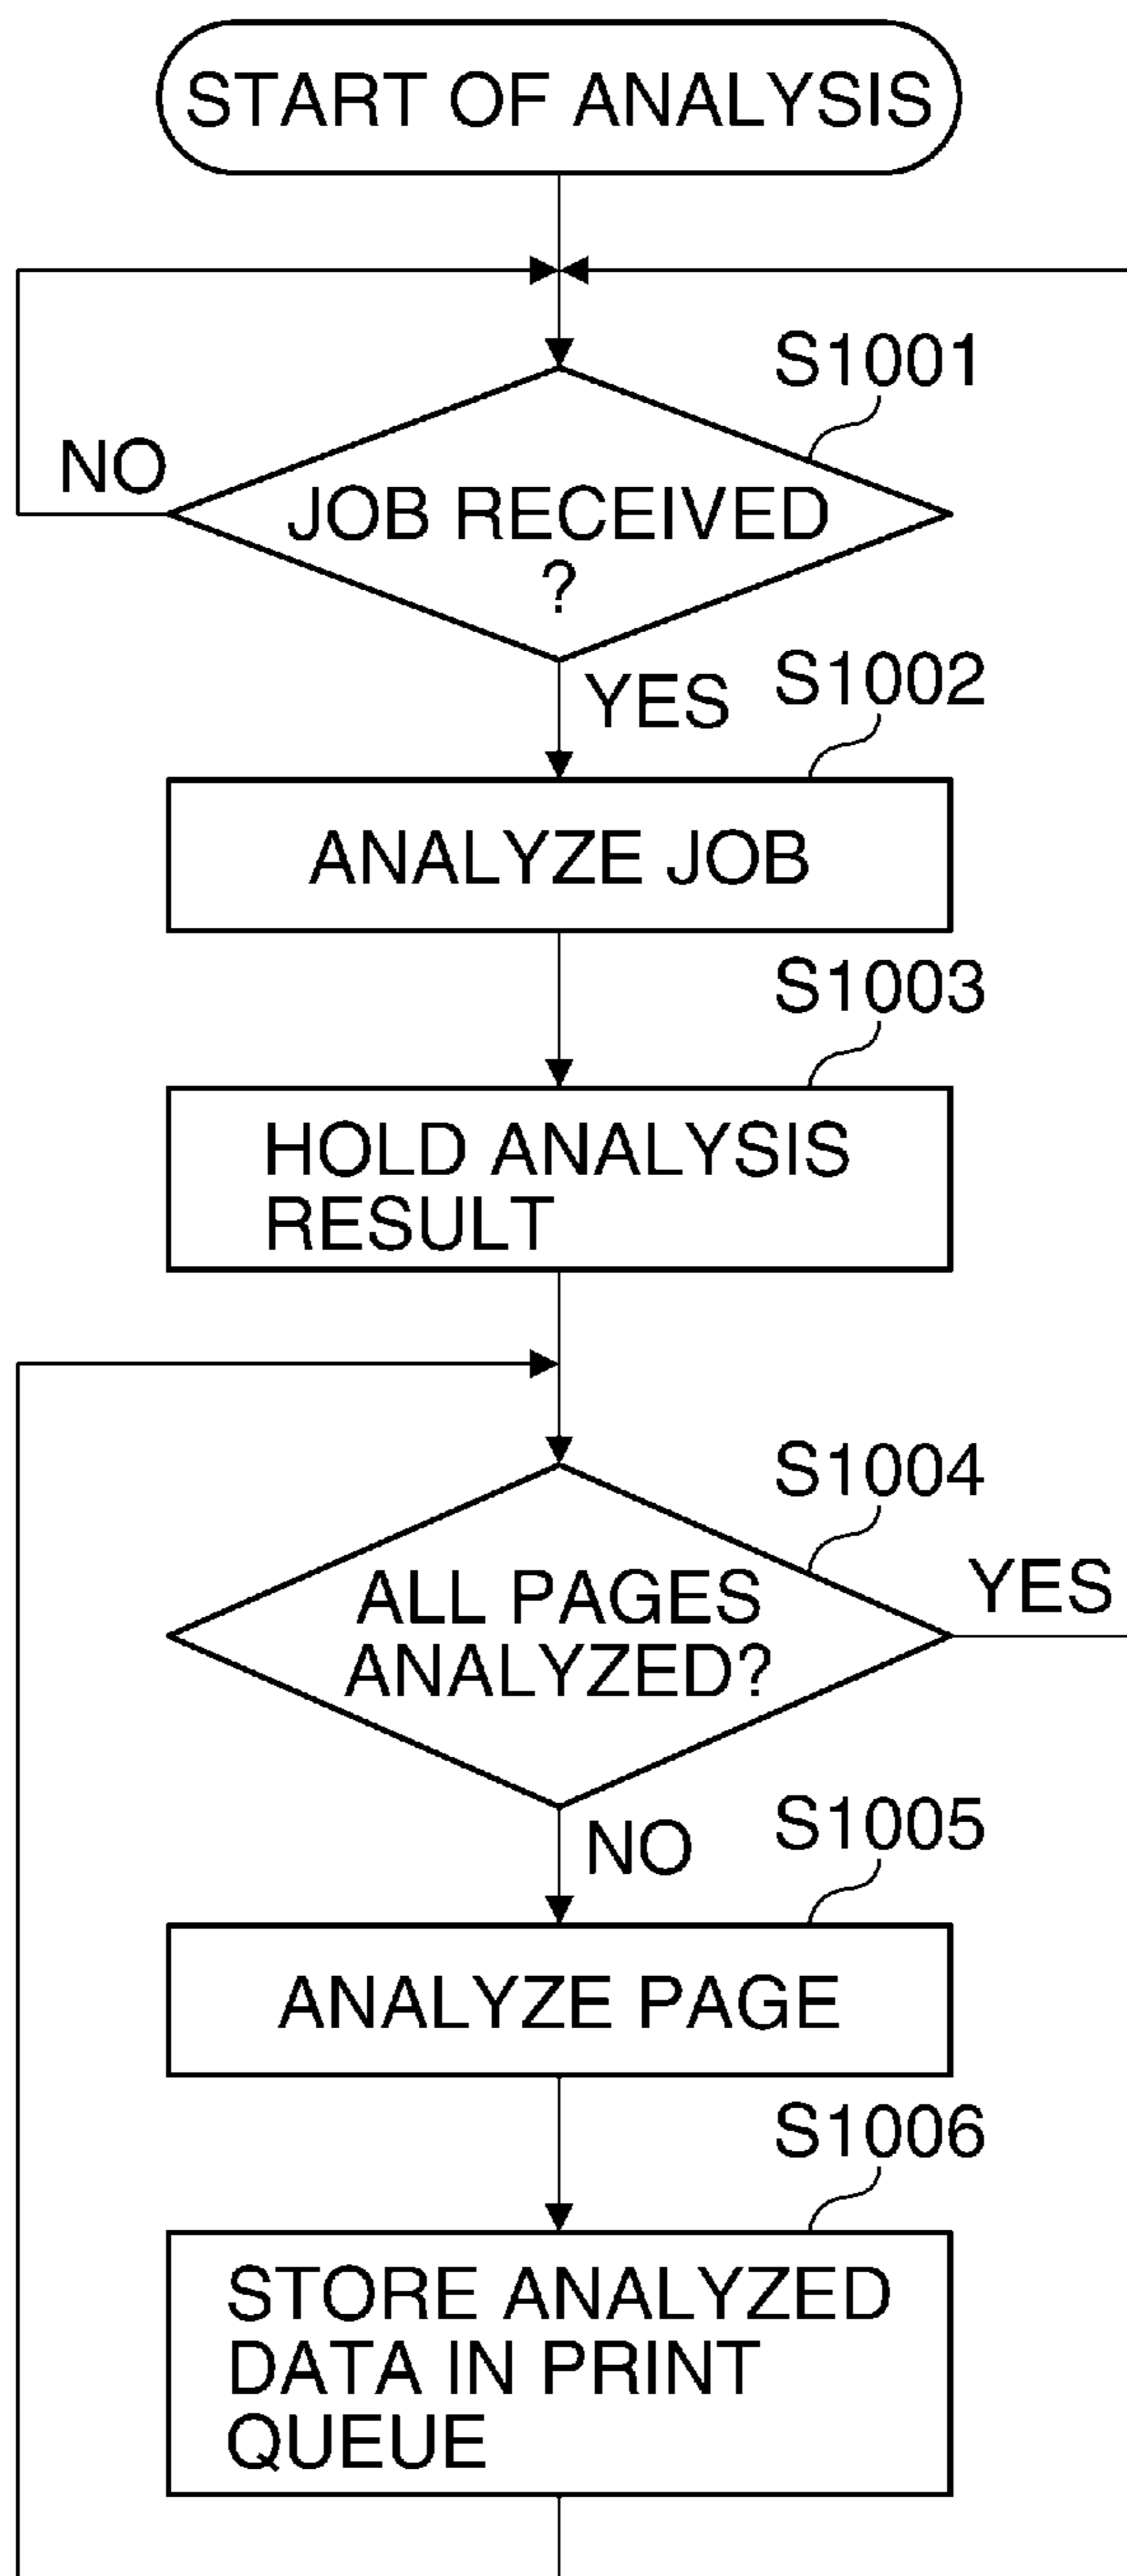 START OF ANALYSIS
S1001
NO
JOB RECEIVED
?
YES
S1002
ANALYZE JOB
S1003
HOLD ANALYSIS
RESULT
S1004
ALL PAGES
ANALYZED?
YES
NO
S1005
ANALYZE PAGE
S1006
STORE ANALYZED
DATA IN PRINT
QUEUE